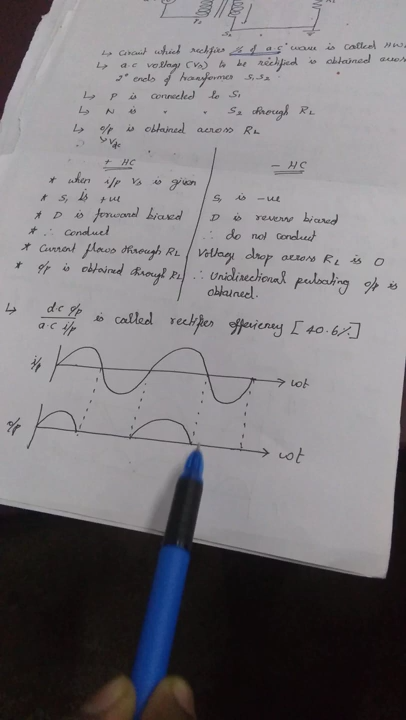 S2
↳ circuit which rectifies ½ of a.c wave is called HW
↳ a.c voltage (Vs) to be rectified is obtained across
2° ends of transformer S1 S2
↳ P is connected to S1
↳ N is " " S2 through RL
↳ o/p is obtained across RL
↳ Vdc
+ HC
* when i/p Vs is given
* S1 is +ve
* D is forward biased
* ∴ conduct
* Current flows through RL
* o/p is obtained through RL
- HC
S1 is -ve
D is reverse biased
∴ do not conduct
Voltage drop across RL is 0
∴ Unidirectional pulsating o/p is
obtained.
↳ d.c o/p / a.c i/p is called rectifier efficiency [40.6%]
i/p
ωt
o/p
ωt